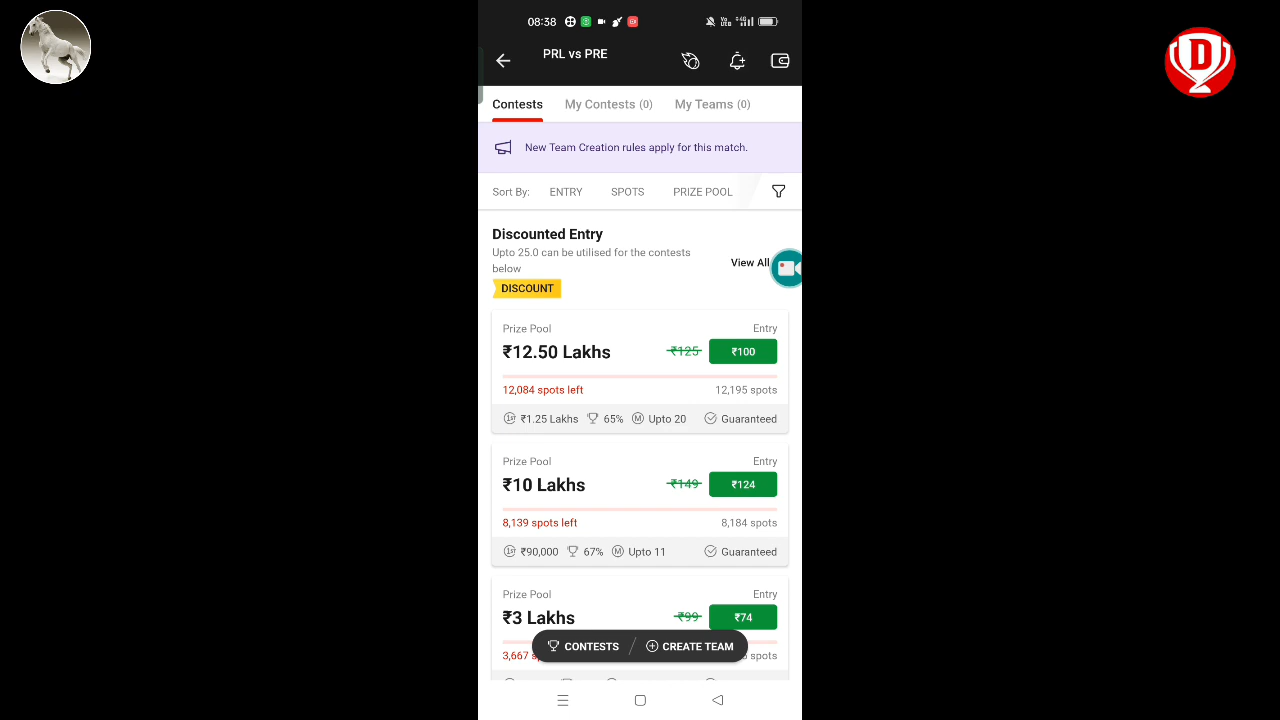 08:38
PRL vs PRE
Contests My Contests (0) My Teams (0)
New Team Creation rules apply for this match.
Sort By: ENTRY SPOTS PRIZE POOL
Discounted Entry
Upto 25.0 can be utilised for the contests
below
View All
DISCOUNT
Prize Pool Entry
₹12.50 Lakhs ₹125 ₹100
12,084 spots left 12,195 spots
1st ₹1.25 Lakhs 65% M Upto 20 Guaranteed
Prize Pool Entry
₹10 Lakhs ₹149 ₹124
8,139 spots left 8,184 spots
1st ₹90,000 67% M Upto 11 Guaranteed
Prize Pool Entry
₹3 Lakhs ₹99 ₹74
3,667 spots
CONTESTS CREATE TEAM
D